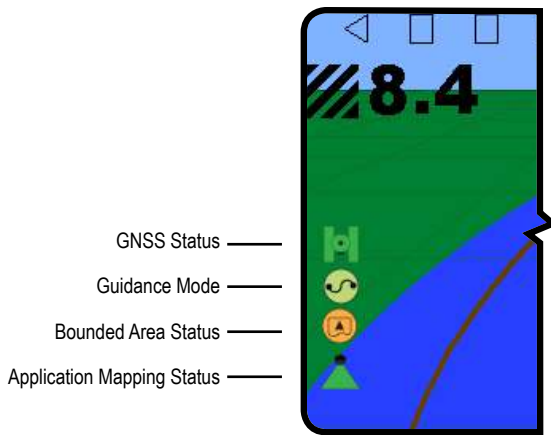 8.4
GNSS Status
Guidance Mode
Bounded Area Status
Application Mapping Status